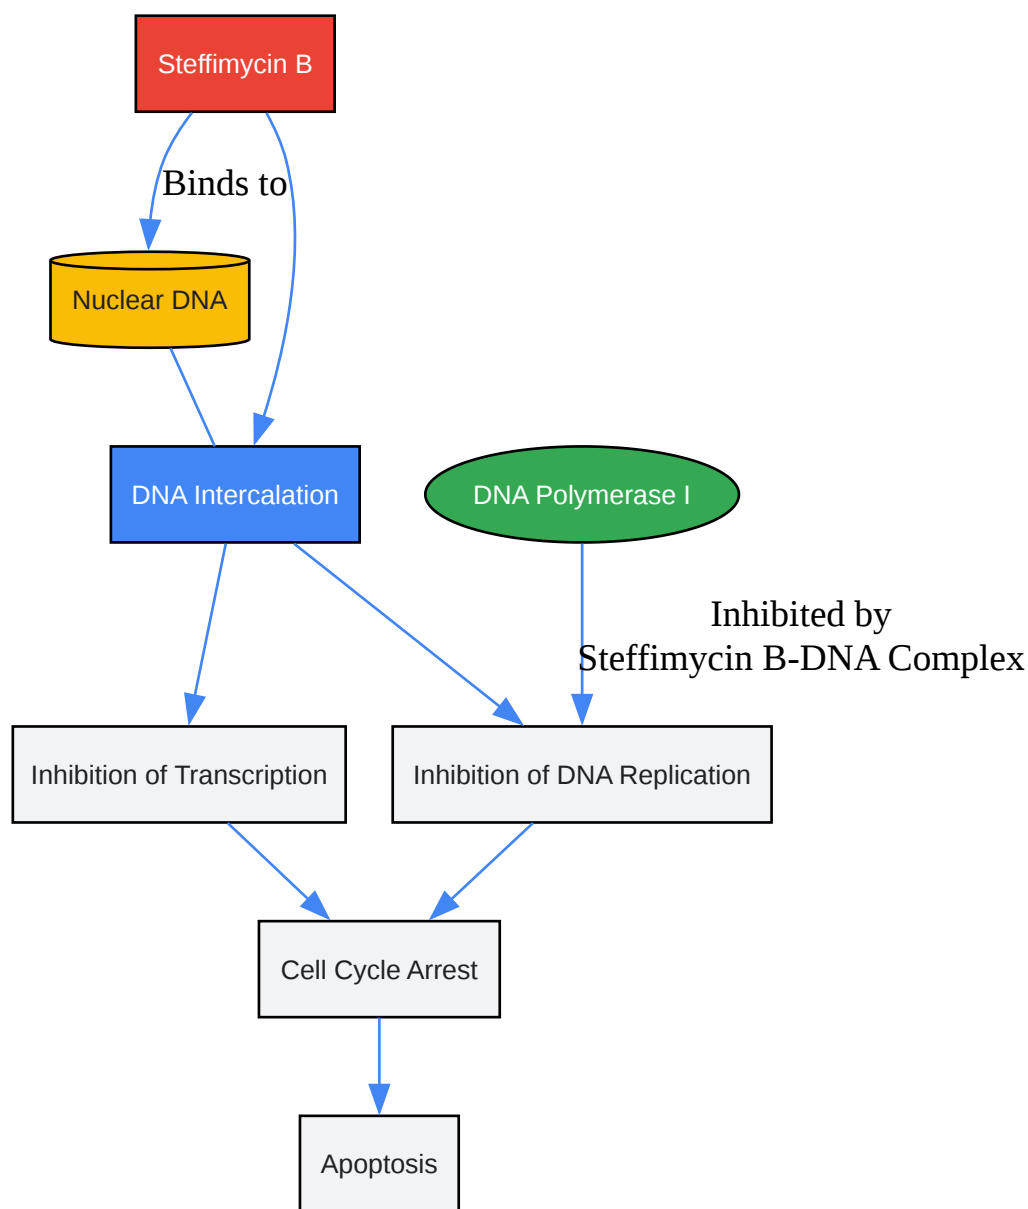 Steffimycin B
Binds to
Nuclear DNA
DNA Intercalation
DNA Polymerase I
Inhibited by
Steffimycin B-DNA Complex
Inhibition of Transcription
Inhibition of DNA Replication
Cell Cycle Arrest
Apoptosis